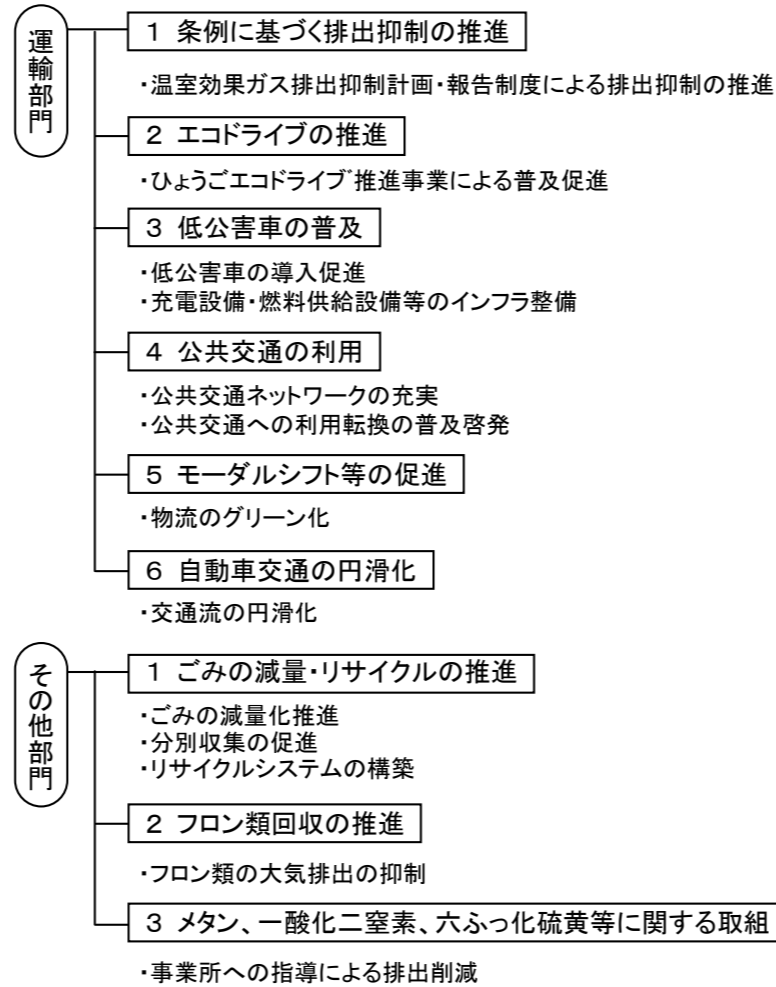 運輸部門
1 条例に基づく排出抑制の推進
・温室効果ガス排出抑制計画・報告制度による排出抑制の推進
2 エコドライブの推進
・ひょうごエコドライブ推進事業による普及促進
3 低公害車の普及
・低公害車の導入促進
・充電設備・燃料供給設備等のインフラ整備
4 公共交通の利用
・公共交通ネットワークの充実
・公共交通への利用転換の普及啓発
5 モーダルシフト等の促進
・物流のグリーン化
6 自動車交通の円滑化
・交通流の円滑化
その他部門
1 ごみの減量・リサイクルの推進
・ごみの減量化推進
・分別収集の促進
・リサイクルシステムの構築
2 フロン類回収の推進
・フロン類の大気排出の抑制
3 メタン、一酸化二窒素、六ふっ化硫黄等に関する取組
・事業所への指導による排出削減